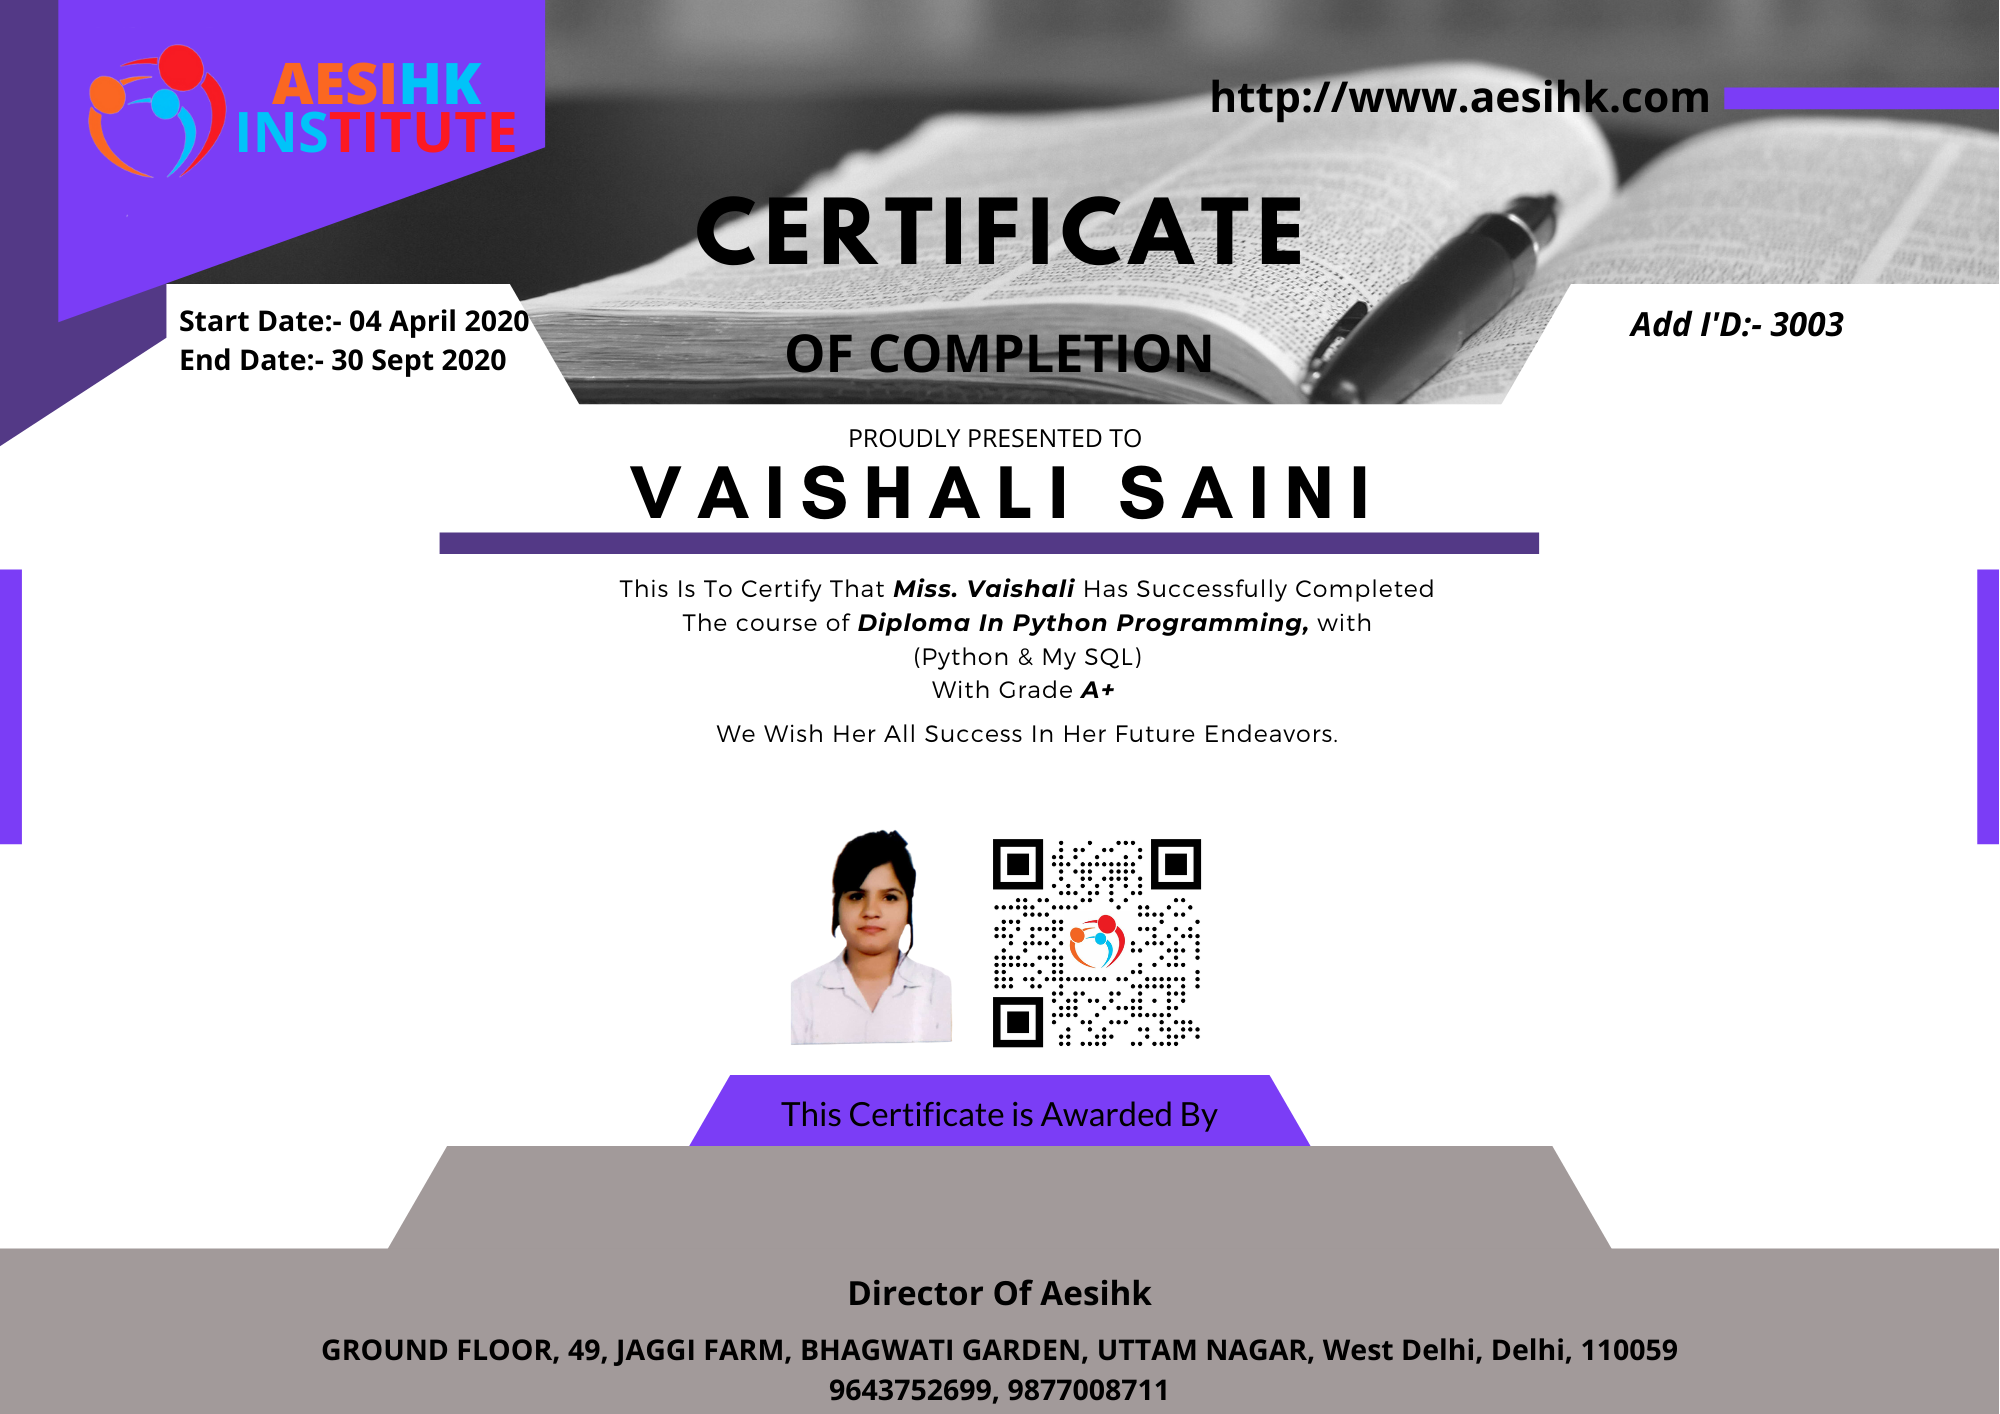 AESIHK
INSTITUTE
http://www.aesihk.com
CERTIFICATE
OF COMPLETION
Start Date:- 04 April 2020
End Date:- 30 Sept 2020
Add I'D:- 3003
PROUDLY PRESENTED TO
VAISHALI SAINI
This Is To Certify That Miss. Vaishali Has Successfully Completed
The course of Diploma In Python Programming, with
(Python & My SQL)
With Grade A+
We Wish Her All Success In Her Future Endeavors.
This Certificate is Awarded By
Director Of Aesihk
GROUND FLOOR, 49, JAGGI FARM, BHAGWATI GARDEN, UTTAM NAGAR, West Delhi, Delhi, 110059
9643752699, 9877008711